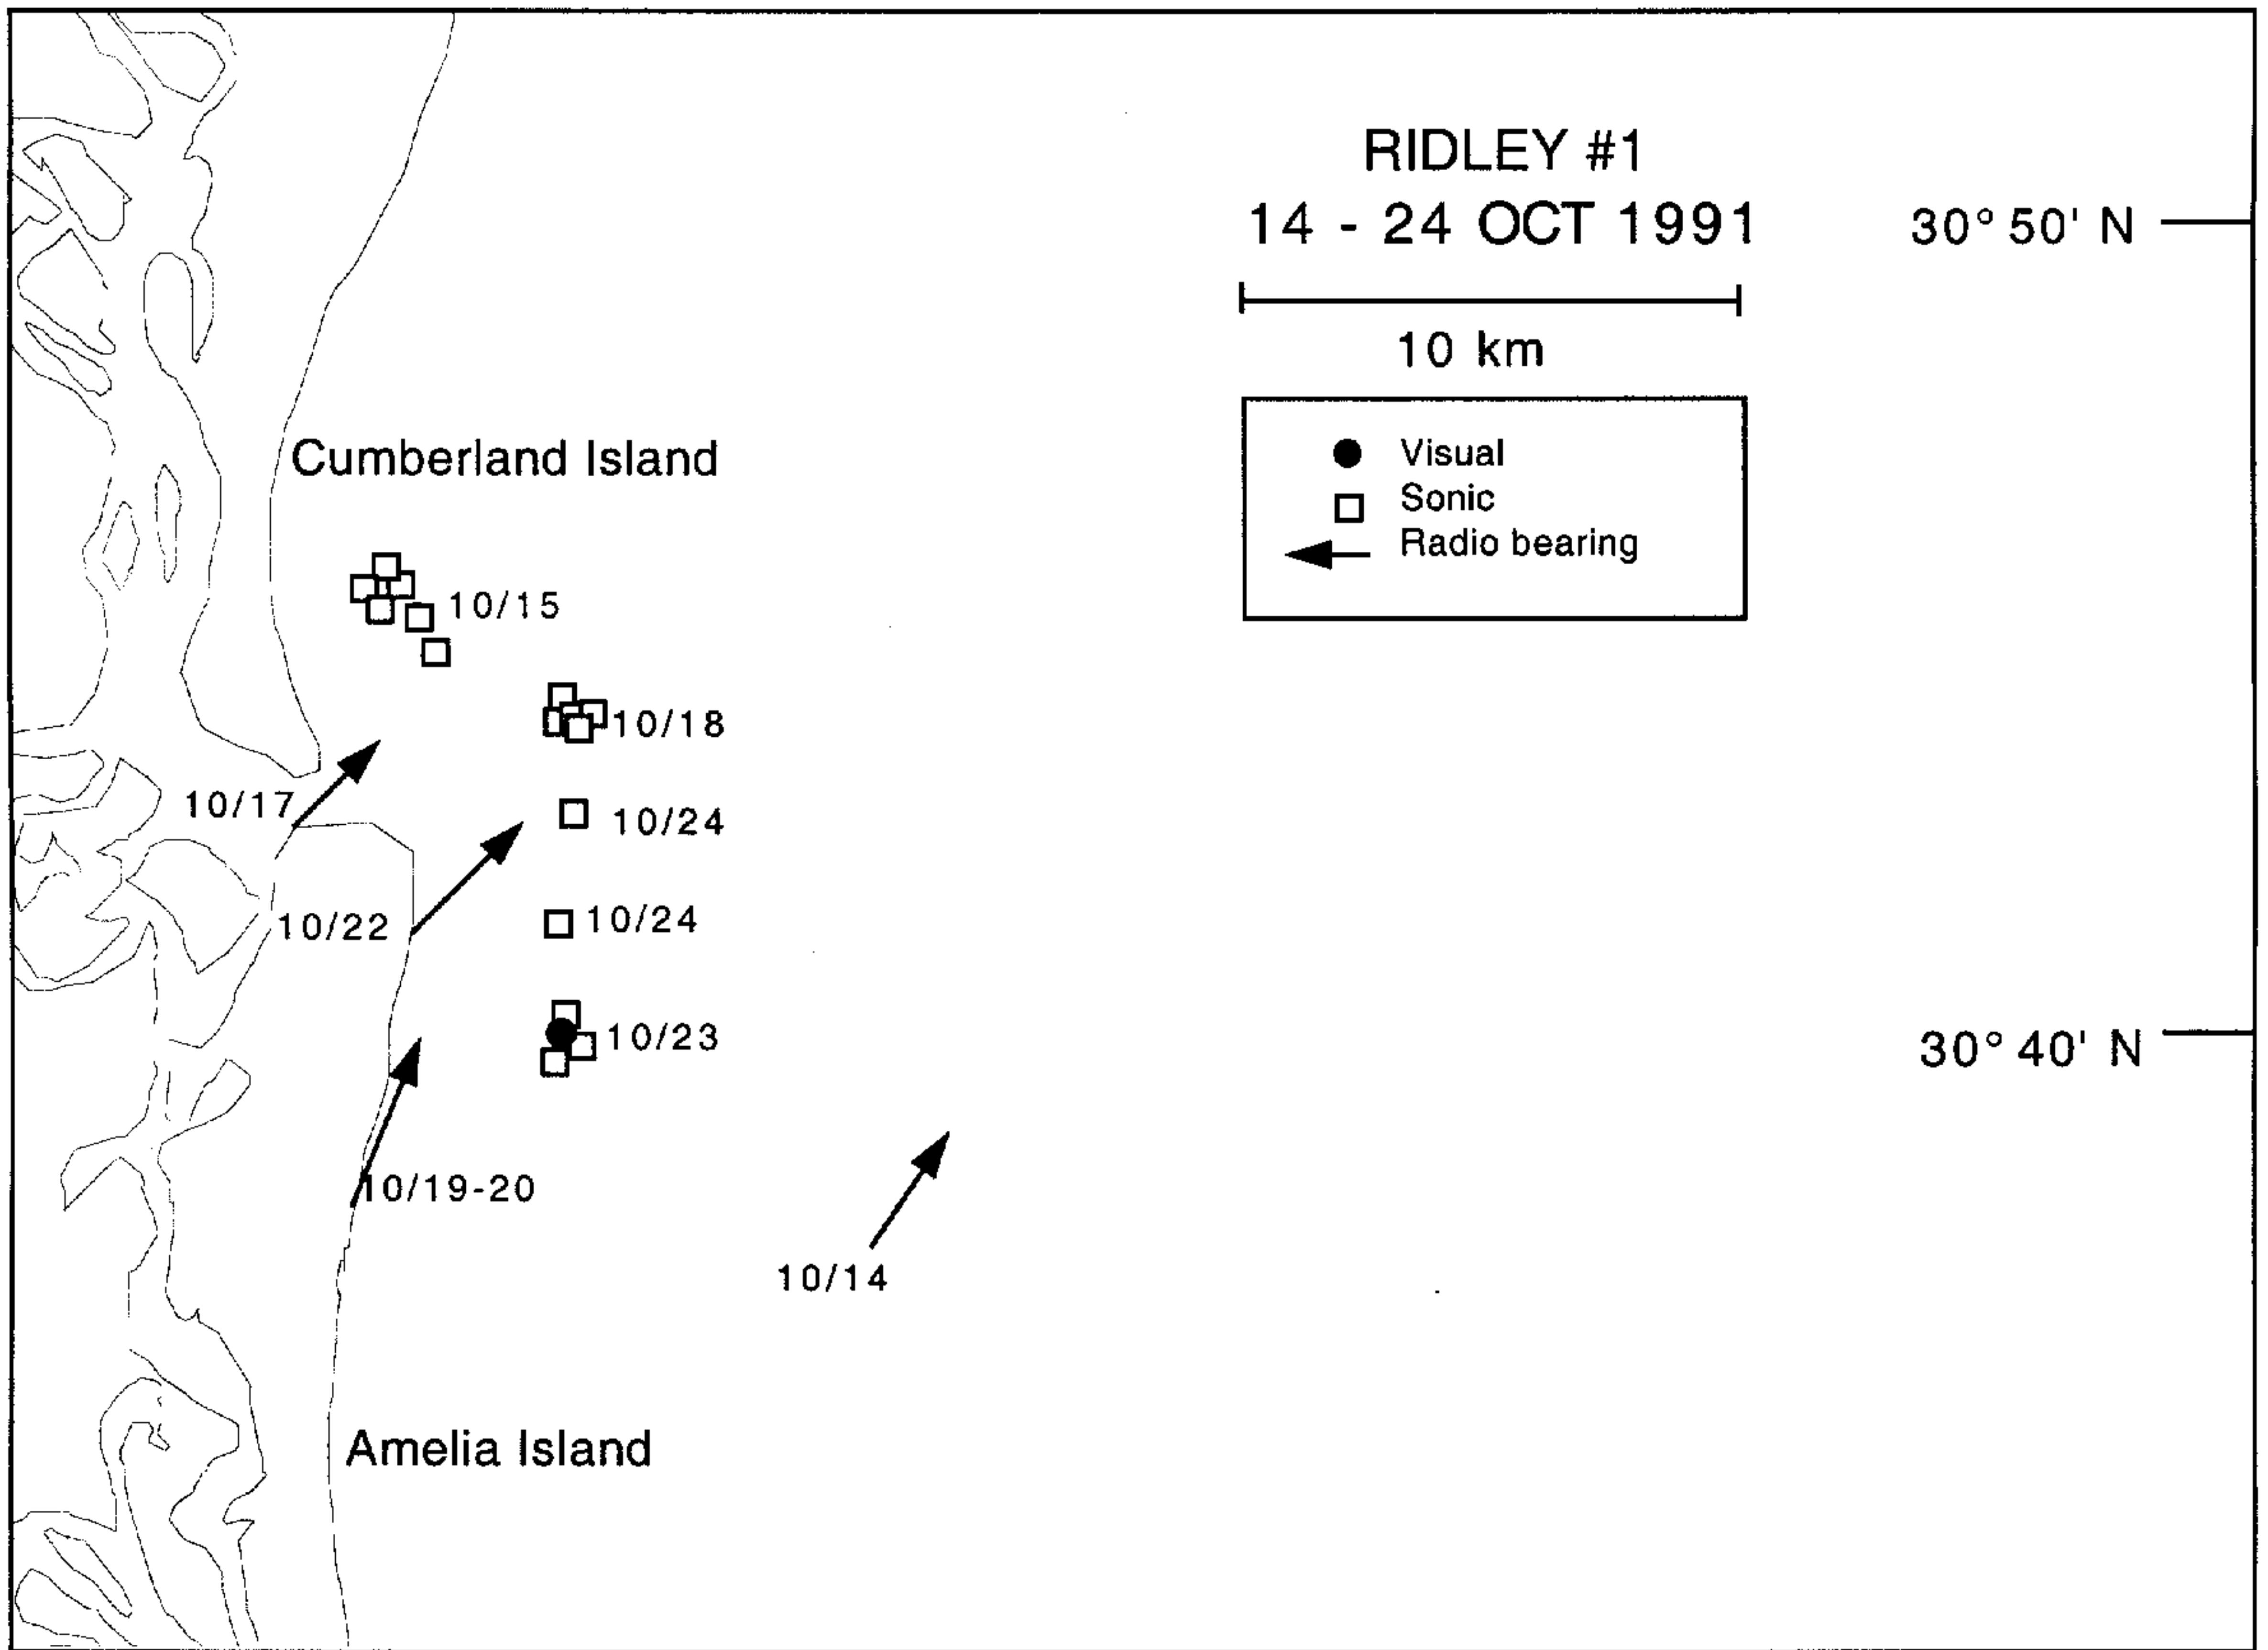 RIDLEY #1
14 - 24 OCT 1991
30° 50' N
10 km
Cumberland Island
Visual
Sonic
Radio bearing
10/15
10/18
10/17
10/24
10/22
10/24
10/23
30° 40' N
10/19-20
10/14
Amelia Island